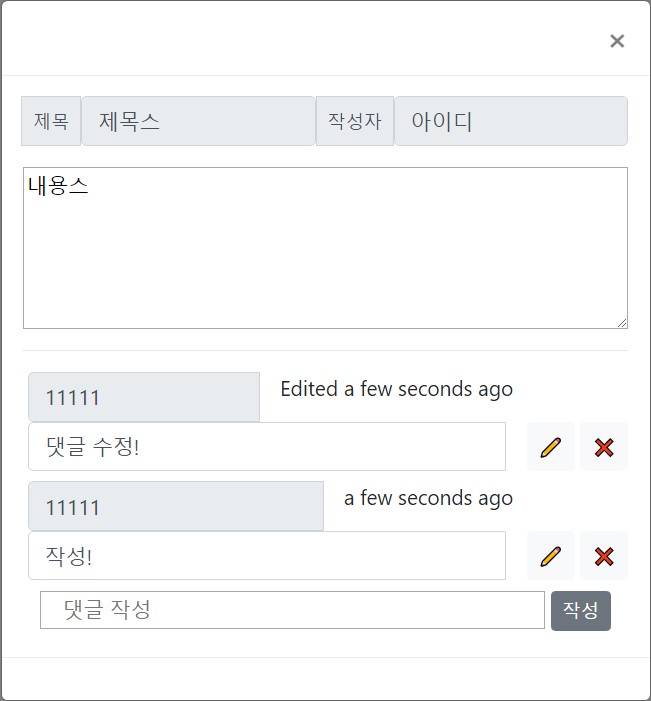 ×
제목 제목스 작성자 아이디
내용스
11111 Edited a few seconds ago
댓글 수정!
11111 a few seconds ago
작성!
댓글 작성 작성